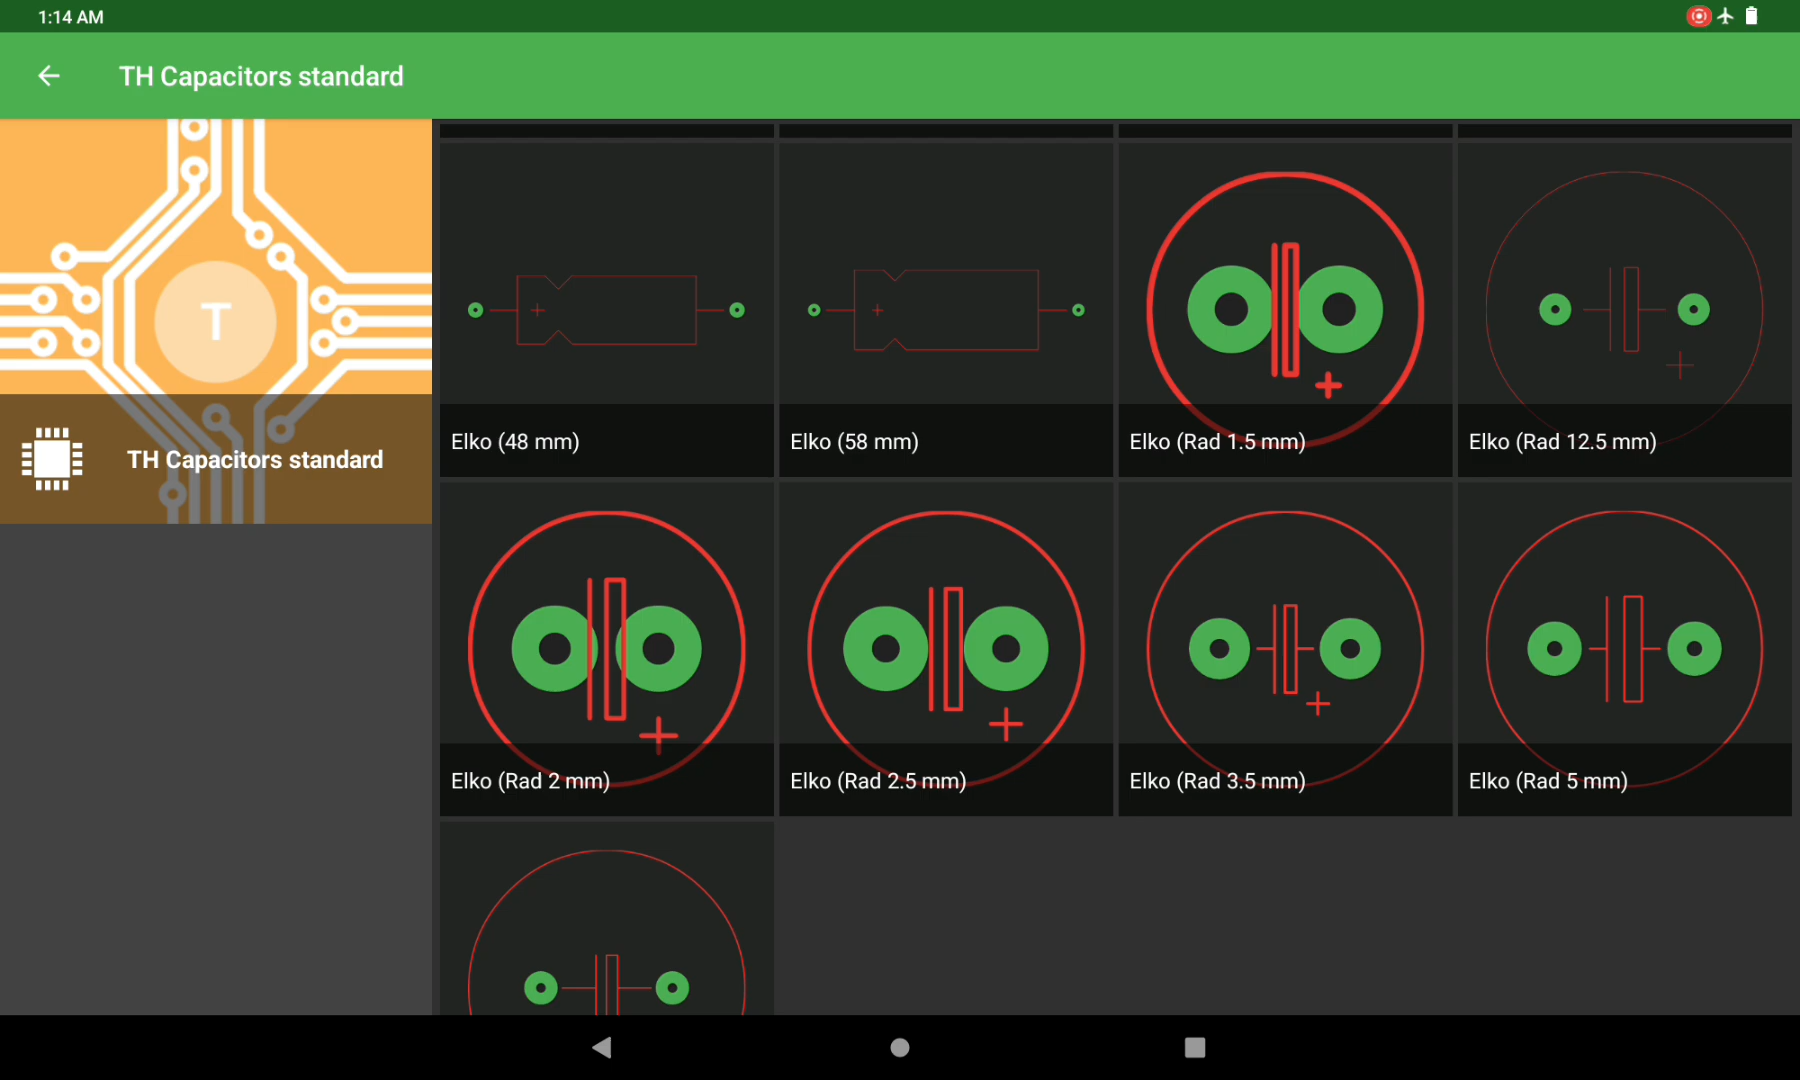 1:14 AM
TH Capacitors standard
T
TH Capacitors standard
Elko (48 mm)
Elko (58 mm)
Elko (Rad 1.5 mm)
Elko (Rad 12.5 mm)
Elko (Rad 2 mm)
Elko (Rad 2.5 mm)
Elko (Rad 3.5 mm)
Elko (Rad 5 mm)